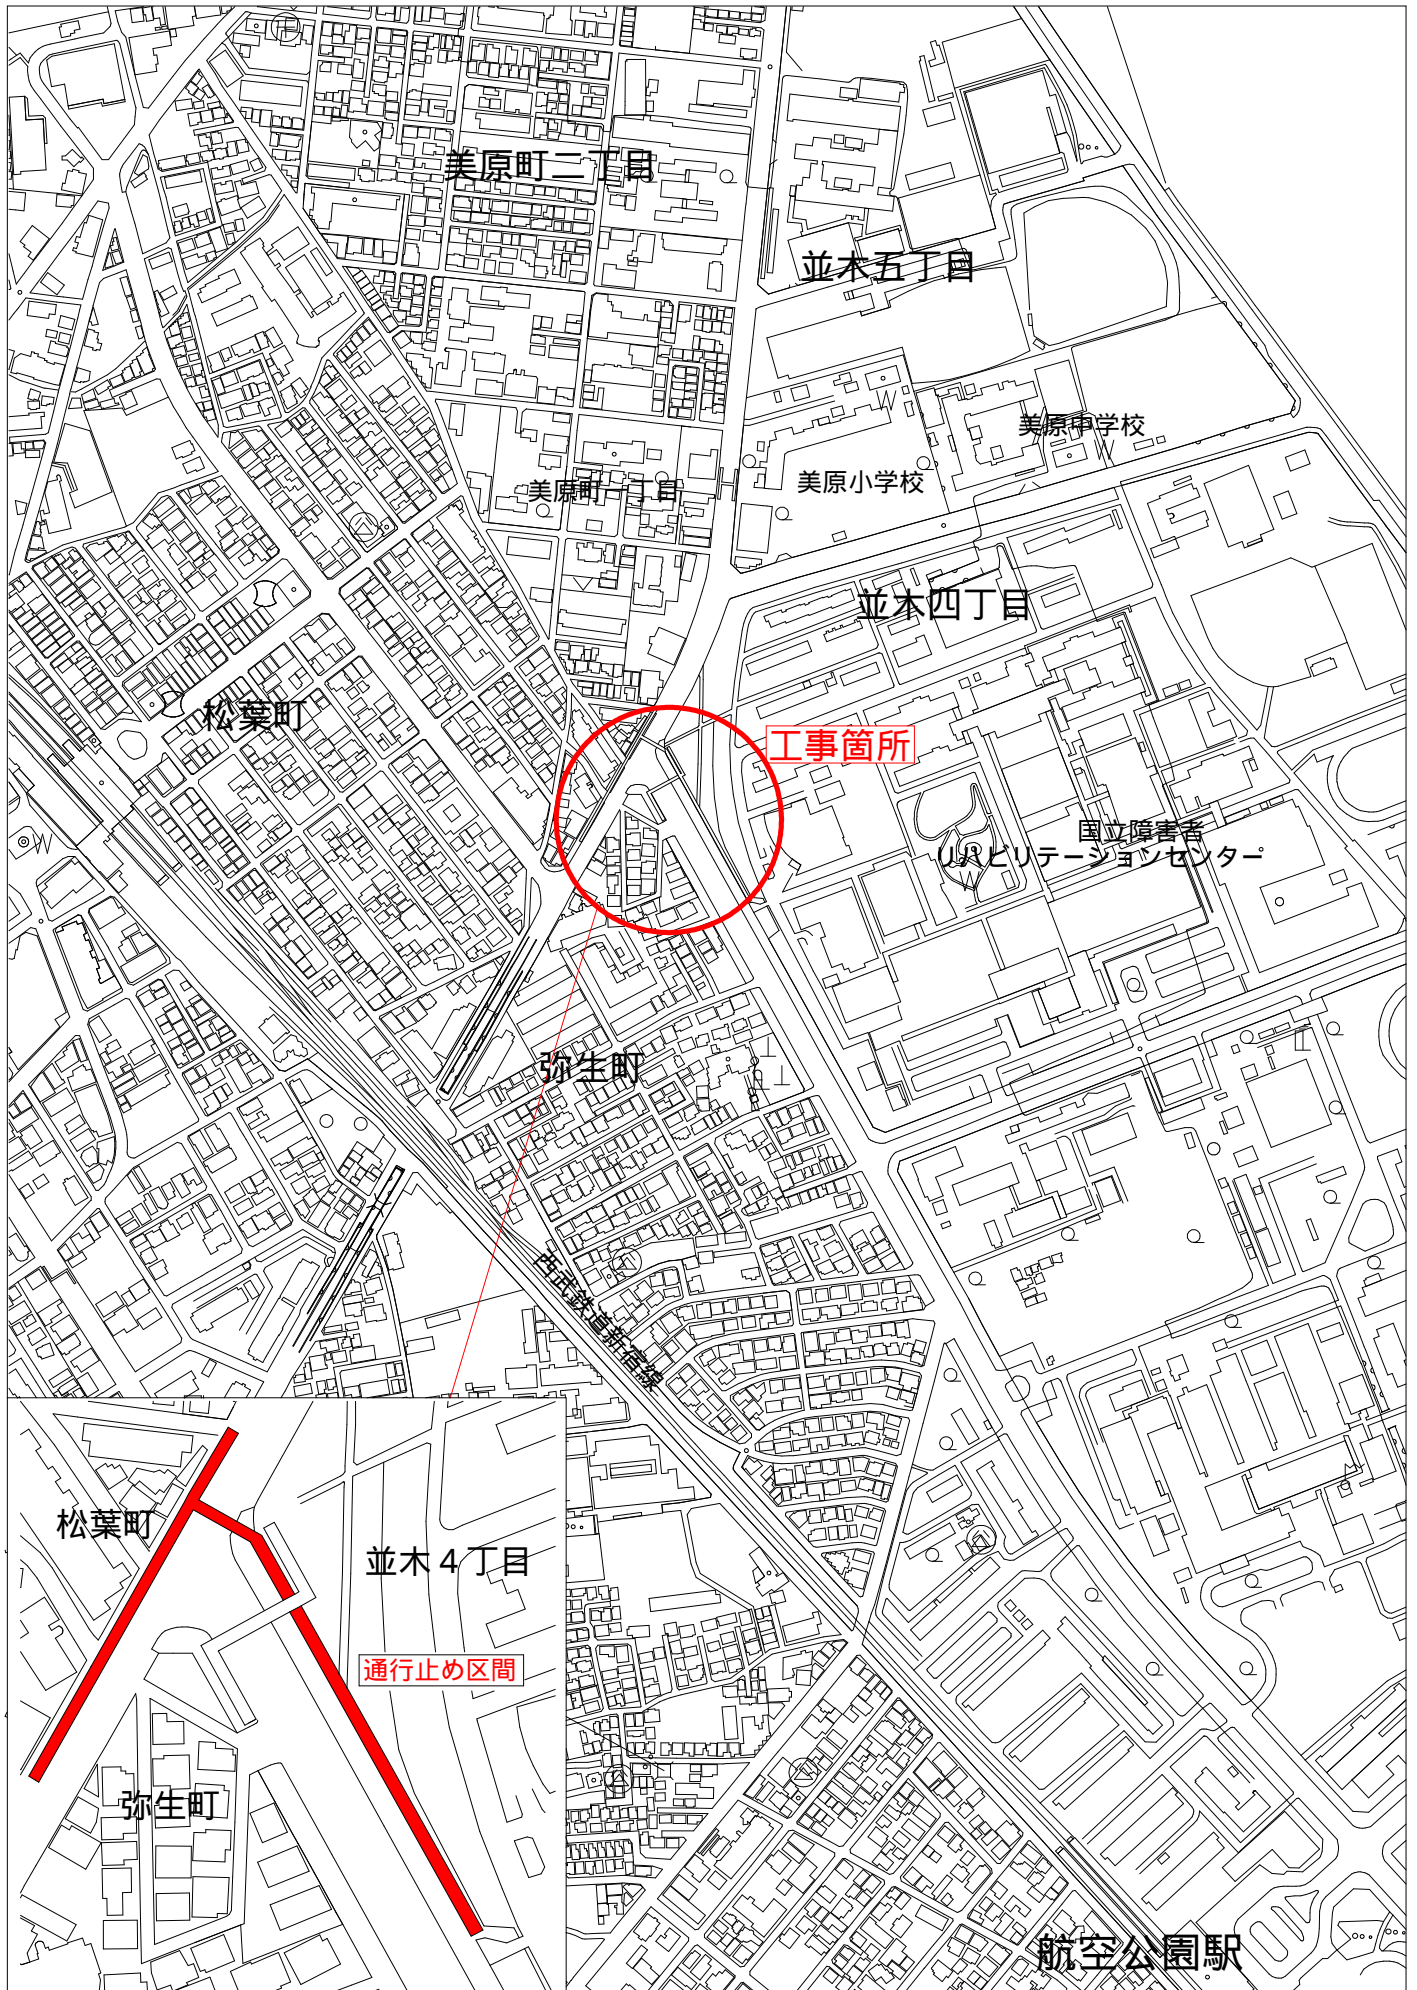 美原町二丁目
並木五丁目
美原中学校
美原小学校
美原町一丁目
並木四丁目
松葉町
工事箇所
国立障害者
リハビリテーションセンター
弥生町
西武鉄道新宿線
松葉町
並木４丁目
通行止め区間
弥生町
航空公園駅